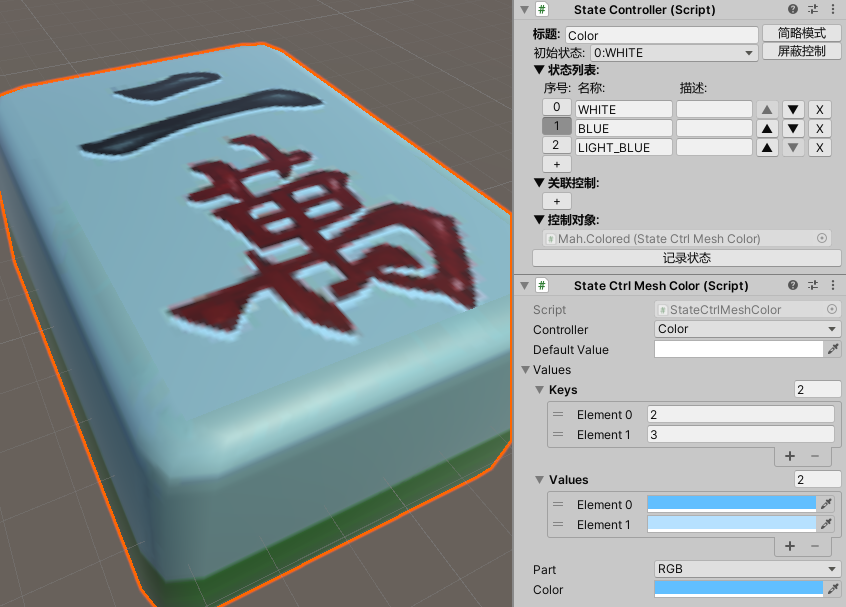 二
萬
# State Controller (Script)
标题: Color 简略模式
初始状态: 0:WHITE 屏蔽控制
状态列表:
序号: 名称: 描述:
0 WHITE X
1 BLUE X
2 LIGHT_BLUE X
+
关联控制:
+
控制对象:
# Mah.Colored (State Ctrl Mesh Color)
记录状态
# State Ctrl Mesh Color (Script)
Script # StateCtrlMeshColor
Controller Color
Default Value
Values
Keys 2
Element 0 2
Element 1 3
+ −
Values 2
Element 0
Element 1
+ −
Part RGB
Color